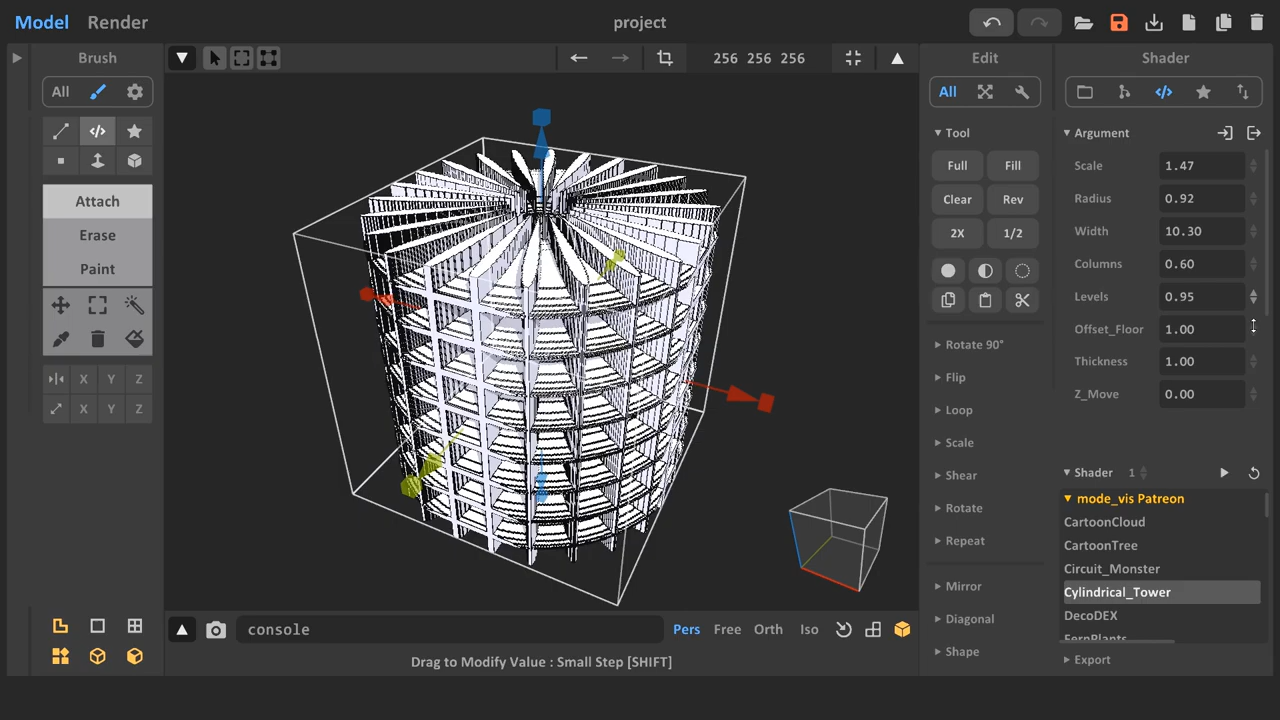 Model Render project
Brush 256 256 256 Edit Shader
All All
Tool Argument
Full Fill Scale 1.47
Clear Rev Radius 0.92
2X 1/2 Width 10.30
Attach Columns 0.60
Erase Levels 0.95
Paint Offset_Floor 1.00
Rotate 90° Thickness 1.00
X Y Z Flip Z_Move 0.00
X Y Z Loop
Scale
Shear Shader 1
Rotate mode_vis Patreon
Repeat CartoonCloud
CartoonTree
Circuit_Monster
Mirror Cylindrical_Tower
Diagonal DecoDEX
Shape FernPlants
console Pers Free Orth Iso Export
Drag to Modify Value : Small Step [SHIFT]